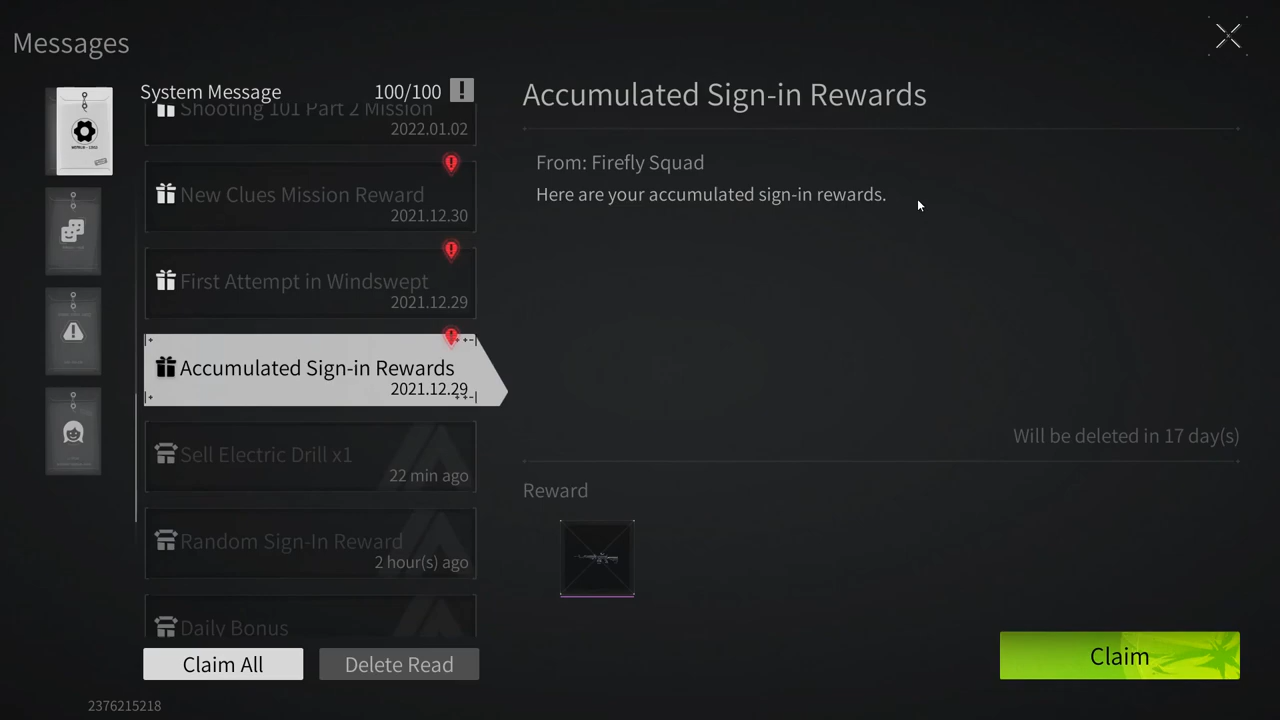 Messages
System Message 100/100
Shooting 101 Part 2 Mission
2022.01.02
New Clues Mission Reward
2021.12.30
First Attempt in Windswept
2021.12.29
Accumulated Sign-in Rewards
2021.12.29
Sell Electric Drill x1
22 min ago
Random Sign-In Reward
2 hour(s) ago
Daily Bonus
Claim All
Delete Read
2376215218
Accumulated Sign-in Rewards
From: Firefly Squad
Here are your accumulated sign-in rewards.
Will be deleted in 17 day(s)
Reward
Claim